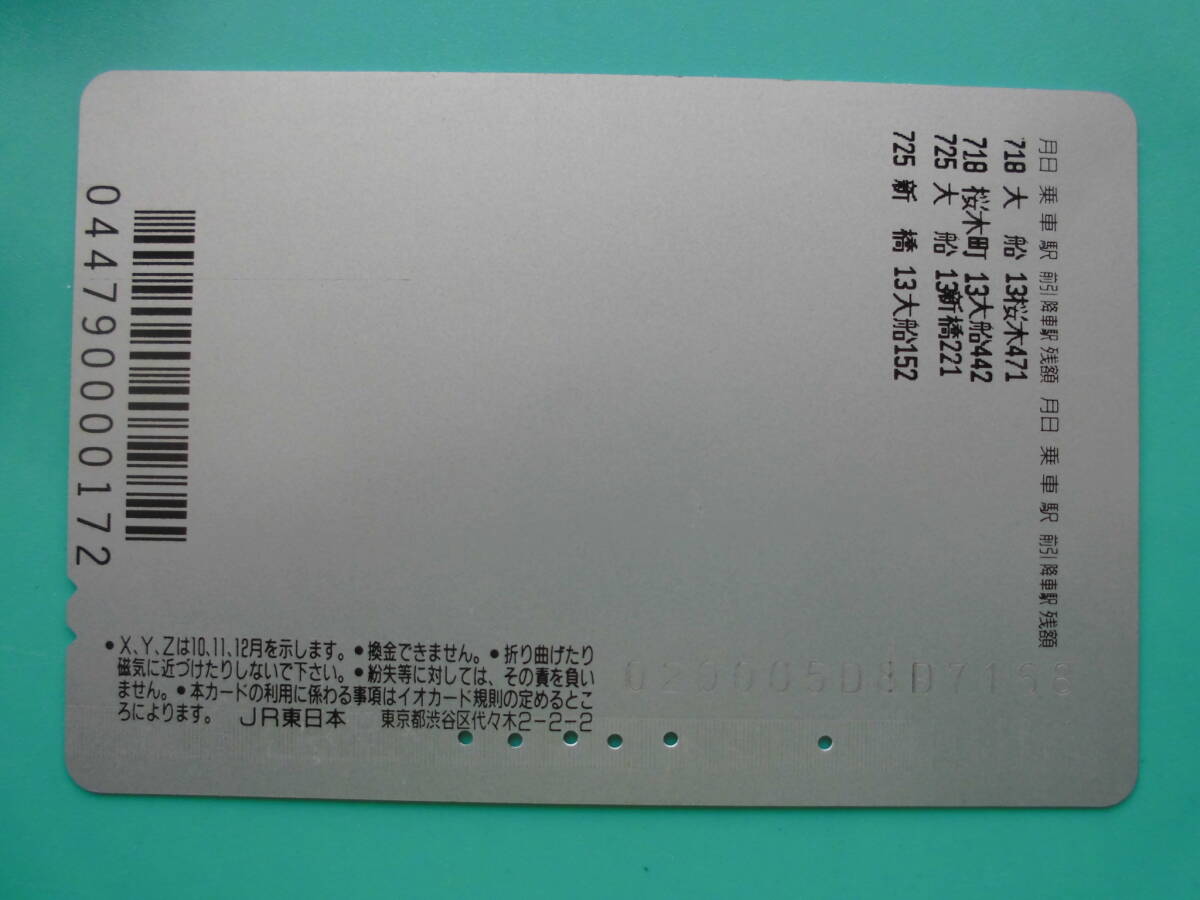 月日 乗車駅 前引 降車駅 残額 月日 乗車駅 前引 降車駅 残額
718 大 船 13桜木471
718 桜木町 13大船442
725 大 船 13新橋221
725 新 橋 13大船152
04479000001 72
•X、Y、Zは10、11、12月を示します。•換金できません。•折り曲げたり
磁気に近づけたりしないで下さい。•紛失等に対しては、その責を負い
ません。•本カードの利用に係わる事項はイオカード規則の定めるとこ
ろによります。 JR東日本 東京都渋谷区代々木2-2-2